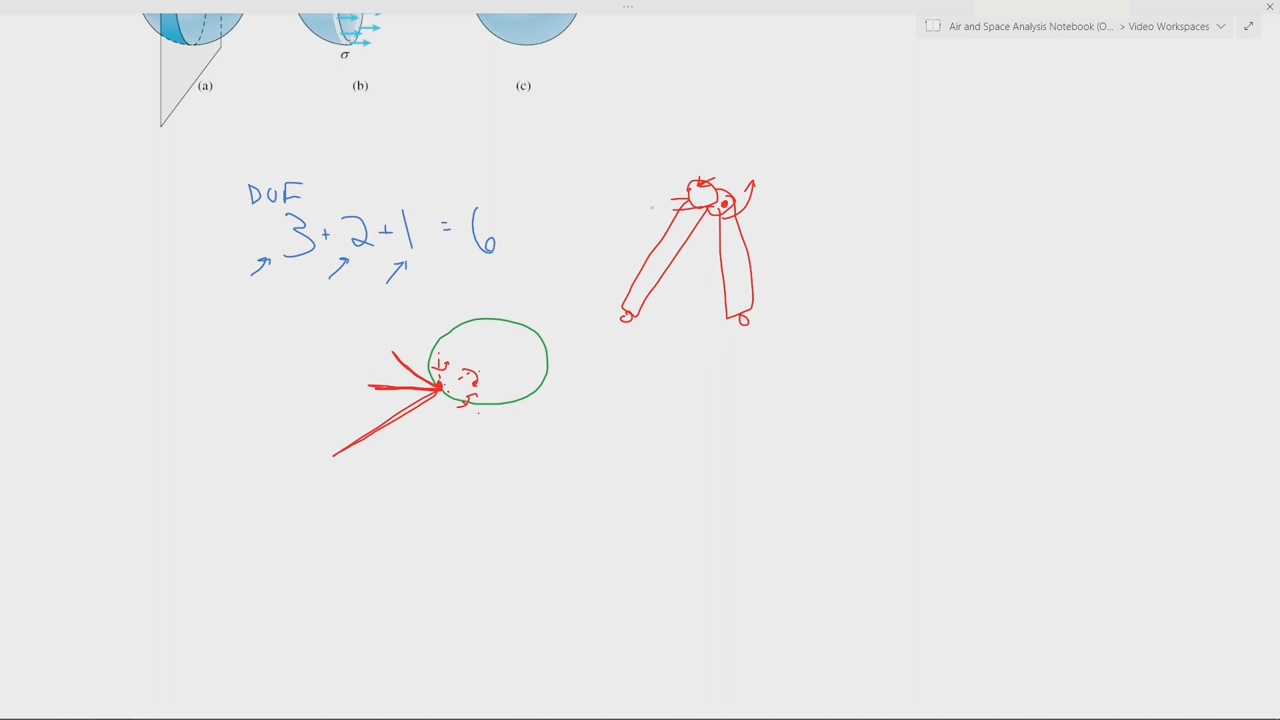 Air and Space Analysis Notebook (O... > Video Workspaces
σ
(a) (b) (c)
DOF
3 + 2 + 1 = 6